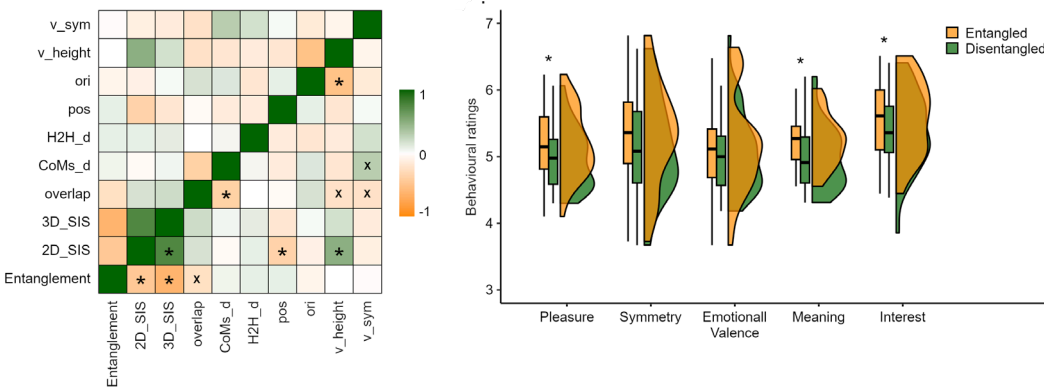 v_sym
v_height
ori
pos
H2H_d
CoMs_d
overlap
3D_SIS
2D_SIS
Entanglement
*
x
*
x
x
*
*
*
*
*
x
Entanglement
2D_SIS
3D_SIS
overlap
CoMs_d
H2H_d
pos
ori
v_height
v_sym
1
0
-1
Behavioural ratings
7
6
5
4
3
*
*
*
Entangled
Disentangled
Pleasure
Symmetry
Emotionall
Valence
Meaning
Interest